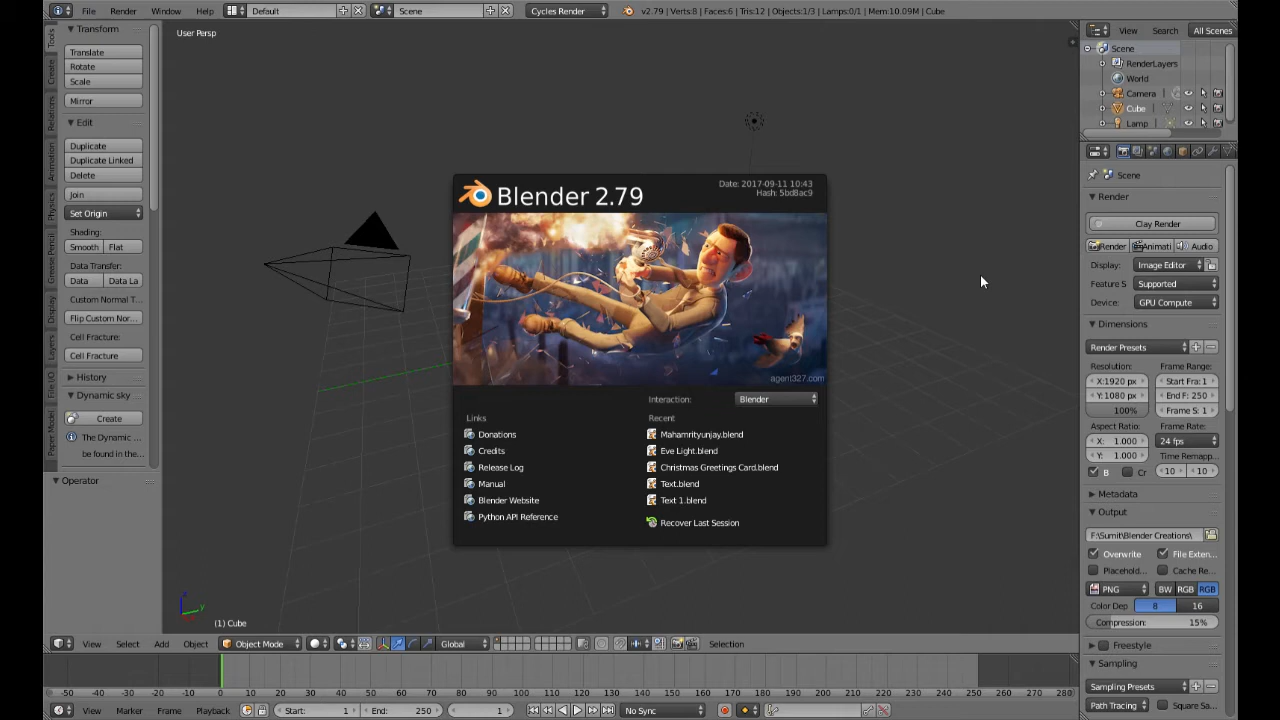 File Render Window Help Default Scene Cycles Render v2.79 | Verts:8 | Faces:6 | Tris:12 | Objects:1/3 | Lamps:0/1 | Mem:10.09M | Cube
Transform
Translate
Rotate
Scale
Mirror
Edit
Duplicate
Duplicate Linked
Delete
Join
Set Origin
Shading:
Smooth Flat
Data Transfer:
Data Data La
Custom Normal T...
Flip Custom Nor...
Cell Fracture:
Cell Fracture
History
Dynamic sky
Create
The Dynamic ...
be found in the...
Operator
Tools
Create
Relations
Animation
Physics
Grease Pencil
Display
Layers
File I/O
Paper Model
User Persp
Blender 2.79
Date: 2017-09-11 10:43
Hash: 5bd8ac9
agent327.com
Interaction: Blender
Links
Donations
Credits
Release Log
Manual
Blender Website
Python API Reference
Recent
Mahamrityunjay.blend
Eve Light.blend
Christmas Greetings Card.blend
Text.blend
Text 1.blend
Recover Last Session
(1) Cube
View Select Add Object Object Mode Global Selection
-50 -40 -30 -20 -10 0 10 20 30 40 50 60 70 80 90 100 110 120 130 140 150 160 170 180 190 200 210 220 230 240 250 260 270 280
View Marker Frame Playback Start: 1 End: 250 1 No Sync
View Search All Scenes
Scene
RenderLayers
World
Camera
Cube
Lamp
Scene
Render
Clay Render
Render Animati Audio
Display: Image Editor
Feature S Supported
Device: GPU Compute
Dimensions
Render Presets
Resolution: Frame Range:
X:1920 px Start Fra: 1
Y: 1080 px End F: 250
100% Frame S: 1
Aspect Ratio: Frame Rate:
X: 1.000 24 fps
Y: 1.000 Time Remapp...
B Cr 10 10
Metadata
Output
F:\Sumit\Blender Creations\
Overwrite File Exten...
Placehold... Cache Re...
PNG BW RGB RGB
Color Dep 8 16
Compression: 15%
Freestyle
Sampling
Sampling Presets
Path Tracing Square Sa...